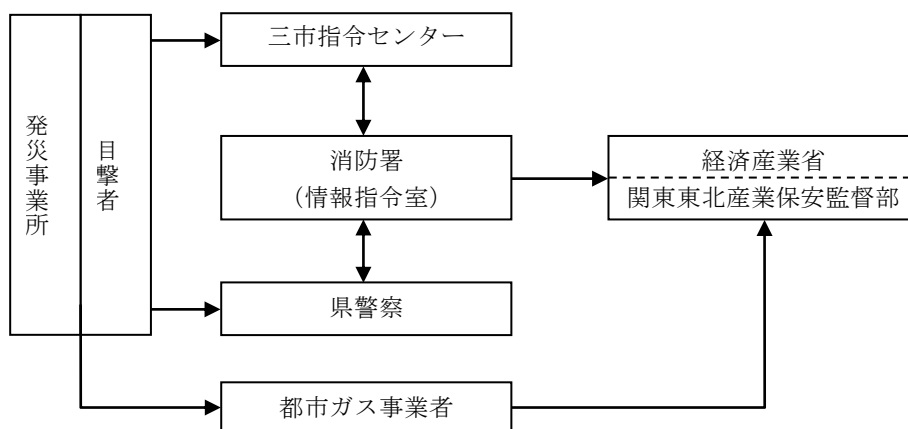 発災事業所
目撃者
三市指令センター
消防署
(情報指令室)
県警察
都市ガス事業者
経済産業省
関東東北産業保安監督部